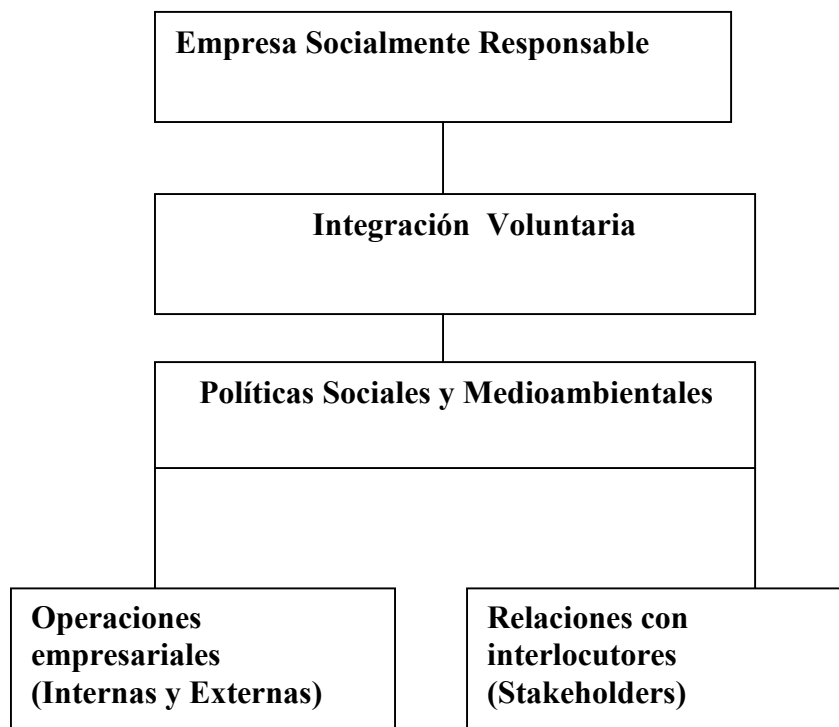 Empresa Socialmente Responsable
Integración Voluntaria
Políticas Sociales y Medioambientales
Operaciones
empresariales
(Internas y Externas)
Relaciones con
interlocutores
(Stakeholders)